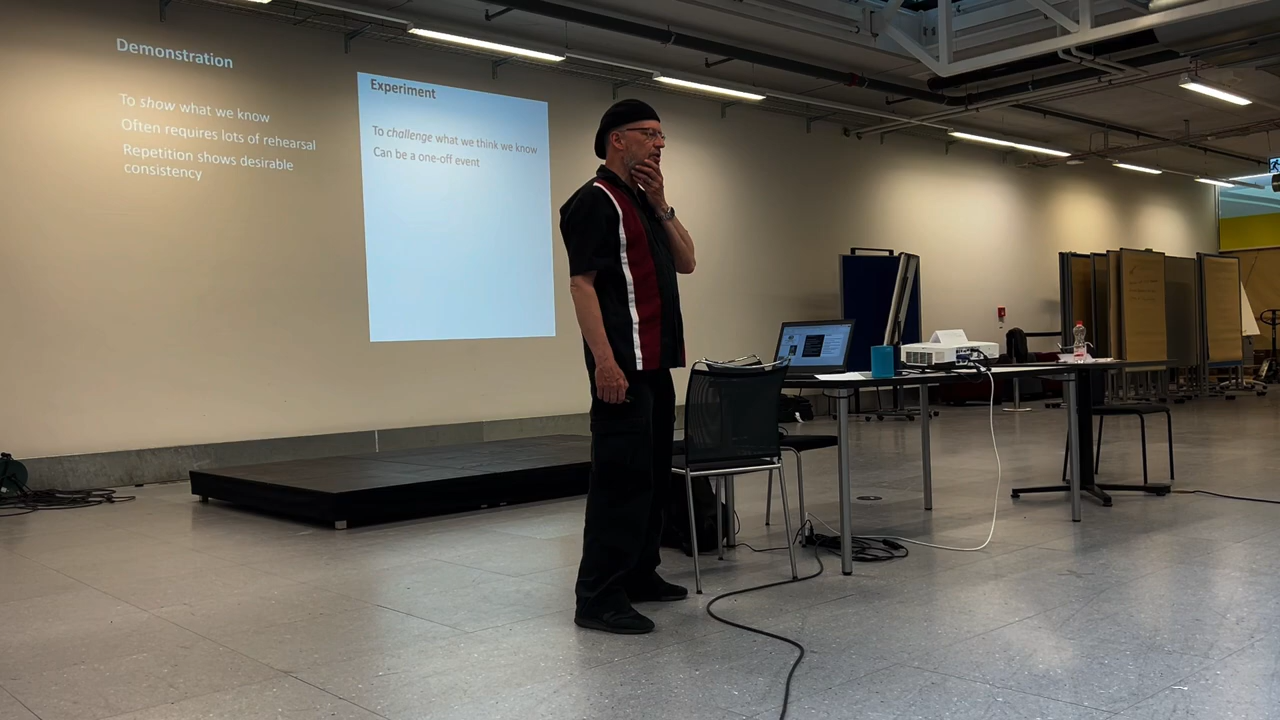 Demonstration
To show what we know
Often requires lots of rehearsal
Repetition shows desirable
consistency
Experiment
To challenge what we think we know
Can be a one-off event